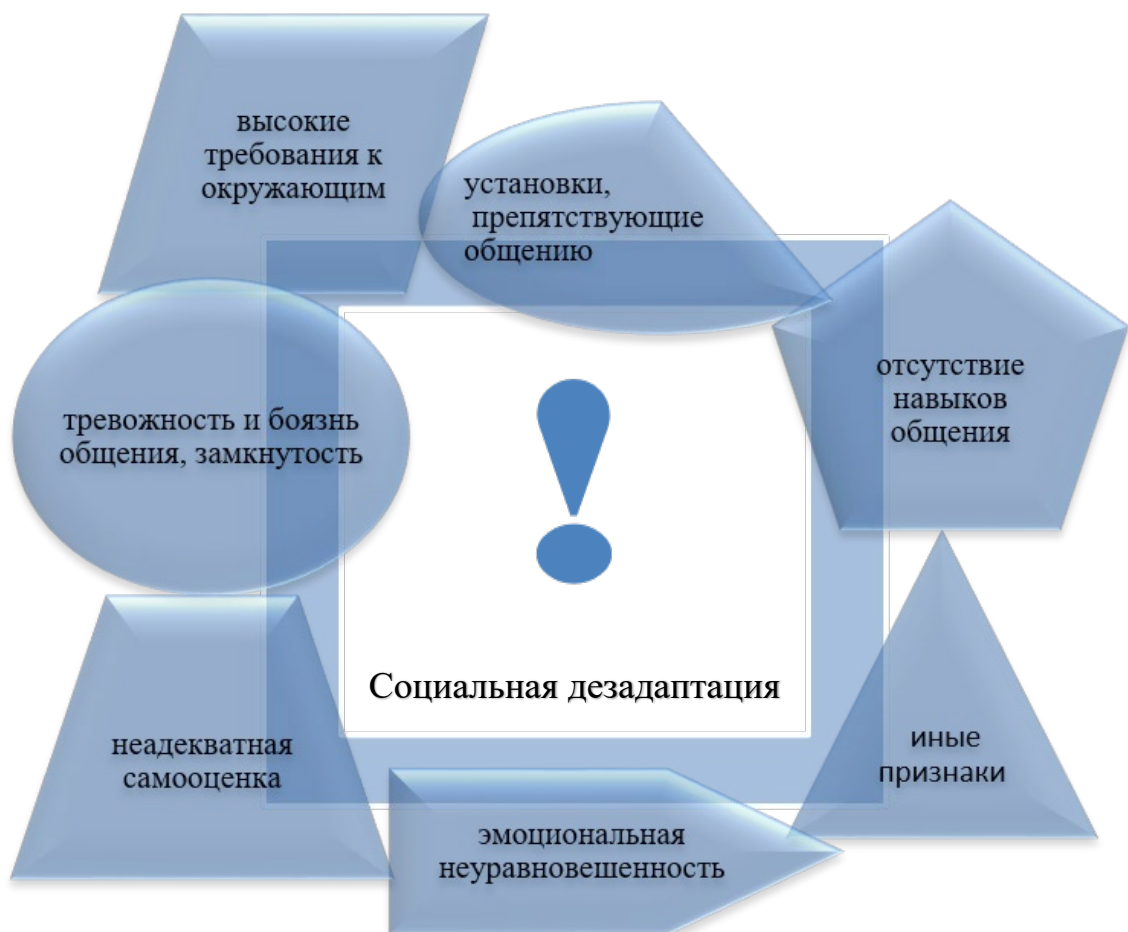 высокие
требования к
окружающим
установки,
препятствующие
общению
отсутствие
навыков
общения
тревожность и боязнь
общения, замкнутость
Социальная дезадаптация
неадекватная
самооценка
иные
признаки
эмоциональная
неуравновешенность